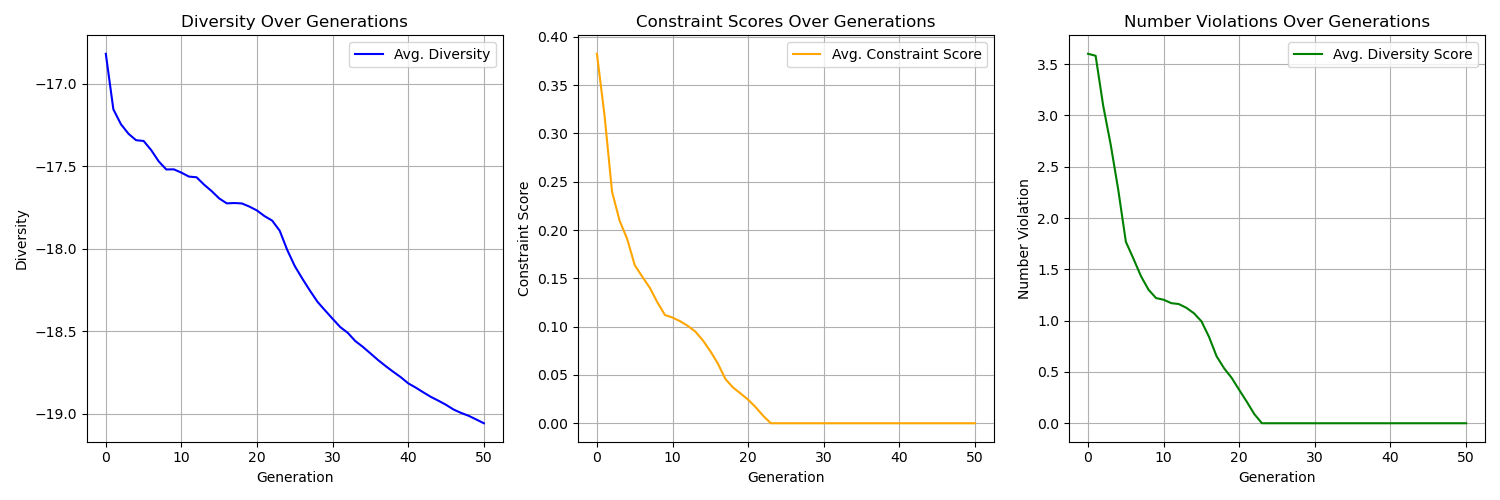 Diversity Over Generations
Avg. Diversity
−17.0
−17.5
−18.0
−18.5
−19.0
Diversity
0 10 20 30 40 50
Generation
Constraint Scores Over Generations
Avg. Constraint Score
0.40
0.35
0.30
0.25
0.20
0.15
0.10
0.05
0.00
Constraint Score
0 10 20 30 40 50
Generation
Number Violations Over Generations
Avg. Diversity Score
3.5
3.0
2.5
2.0
1.5
1.0
0.5
0.0
Number Violation
0 10 20 30 40 50
Generation